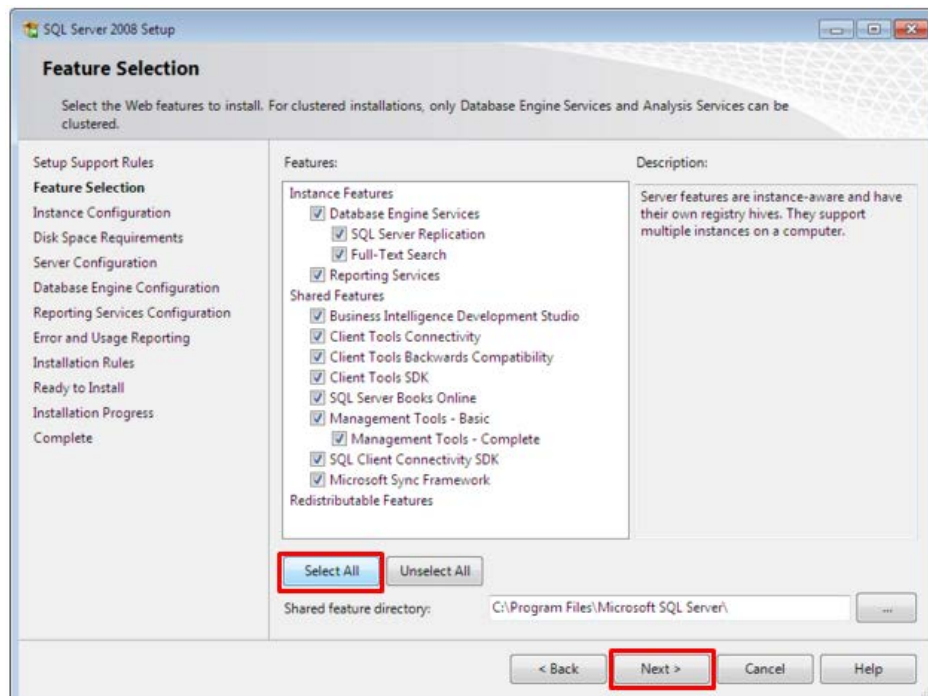 SQL Server 2008 Setup
Feature Selection
Select the Web features to install. For clustered installations, only Database Engine Services and Analysis Services can be
clustered.
Setup Support Rules
Feature Selection
Instance Configuration
Disk Space Requirements
Server Configuration
Database Engine Configuration
Reporting Services Configuration
Error and Usage Reporting
Installation Rules
Ready to Install
Installation Progress
Complete
Features:
Instance Features
Database Engine Services
SQL Server Replication
Full-Text Search
Reporting Services
Shared Features
Business Intelligence Development Studio
Client Tools Connectivity
Client Tools Backwards Compatibility
Client Tools SDK
SQL Server Books Online
Management Tools - Basic
Management Tools - Complete
SQL Client Connectivity SDK
Microsoft Sync Framework
Redistributable Features
Description:
Server features are instance-aware and have
their own registry hives. They support
multiple instances on a computer.
Select All
Unselect All
Shared feature directory:
C:\Program Files\Microsoft SQL Server\
...
< Back
Next >
Cancel
Help